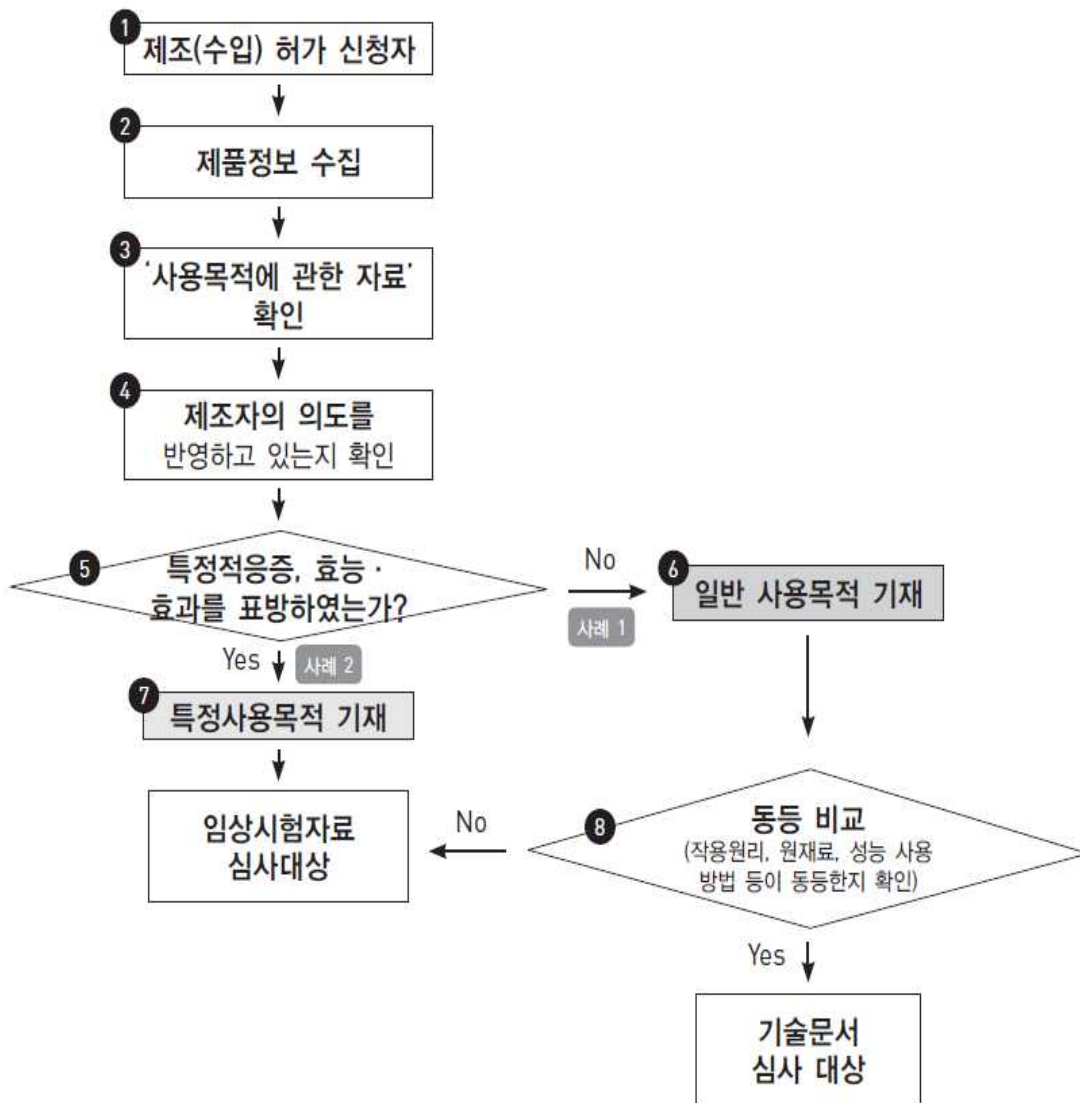 1
제조(수입) 허가 신청자
2
제품정보 수집
3
'사용목적에 관한 자료'
확인
4
제조자의 의도를
반영하고 있는지 확인
5
특정적응증, 효능·
효과를 표방하였는가?
No
사례 1
6
일반 사용목적 기재
Yes
사례 2
7
특정사용목적 기재
임상시험자료
심사대상
No
8
동등 비교
(작용원리, 원재료, 성능 사용
방법 등이 동등한지 확인)
Yes
기술문서
심사 대상